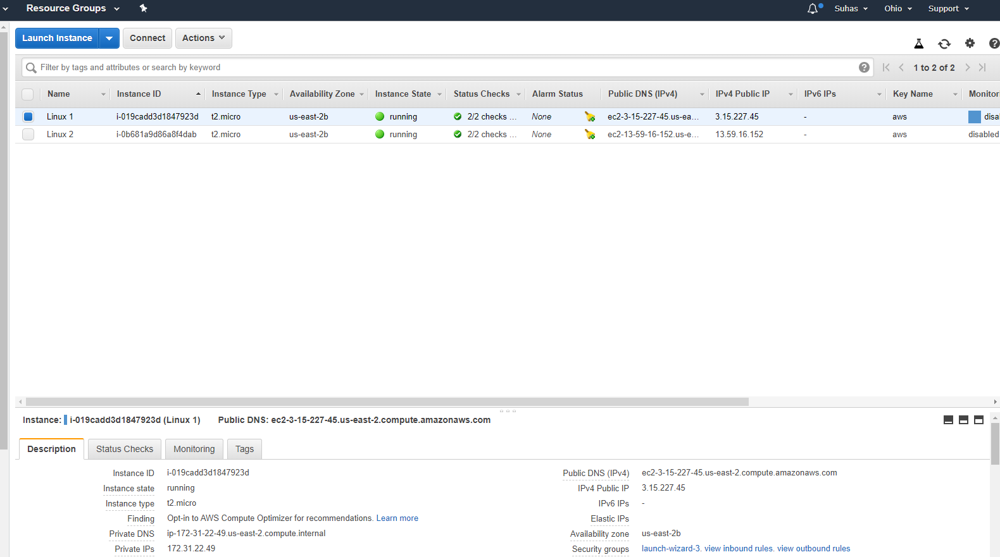 Resource Groups Suhas Ohio Support
Launch Instance Connect Actions
Filter by tags and attributes or search by keyword 1 to 2 of 2
Name Instance ID Instance Type Availability Zone Instance State Status Checks Alarm Status Public DNS (IPv4) IPv4 Public IP IPv6 IPs Key Name Monitor
Linux 1 i-019cadd3d1847923d t2.micro us-east-2b running 2/2 checks ... None ec2-3-15-227-45.us-ea... 3.15.227.45 - aws disa
Linux 2 i-0b681a9d86a8f4dab t2.micro us-east-2b running 2/2 checks ... None ec2-13-59-16-152.us-e... 13.59.16.152 - aws disabled
Instance: i-019cadd3d1847923d (Linux 1) Public DNS: ec2-3-15-227-45.us-east-2.compute.amazonaws.com
Description Status Checks Monitoring Tags
Instance ID i-019cadd3d1847923d Public DNS (IPv4) ec2-3-15-227-45.us-east-2.compute.amazonaws.com
Instance state running IPv4 Public IP 3.15.227.45
Instance type t2.micro IPv6 IPs -
Finding Opt-in to AWS Compute Optimizer for recommendations. Learn more Elastic IPs
Private DNS ip-172-31-22-49.us-east-2.compute.internal Availability zone us-east-2b
Private IPs 172.31.22.49 Security groups launch-wizard-3. view inbound rules. view outbound rules